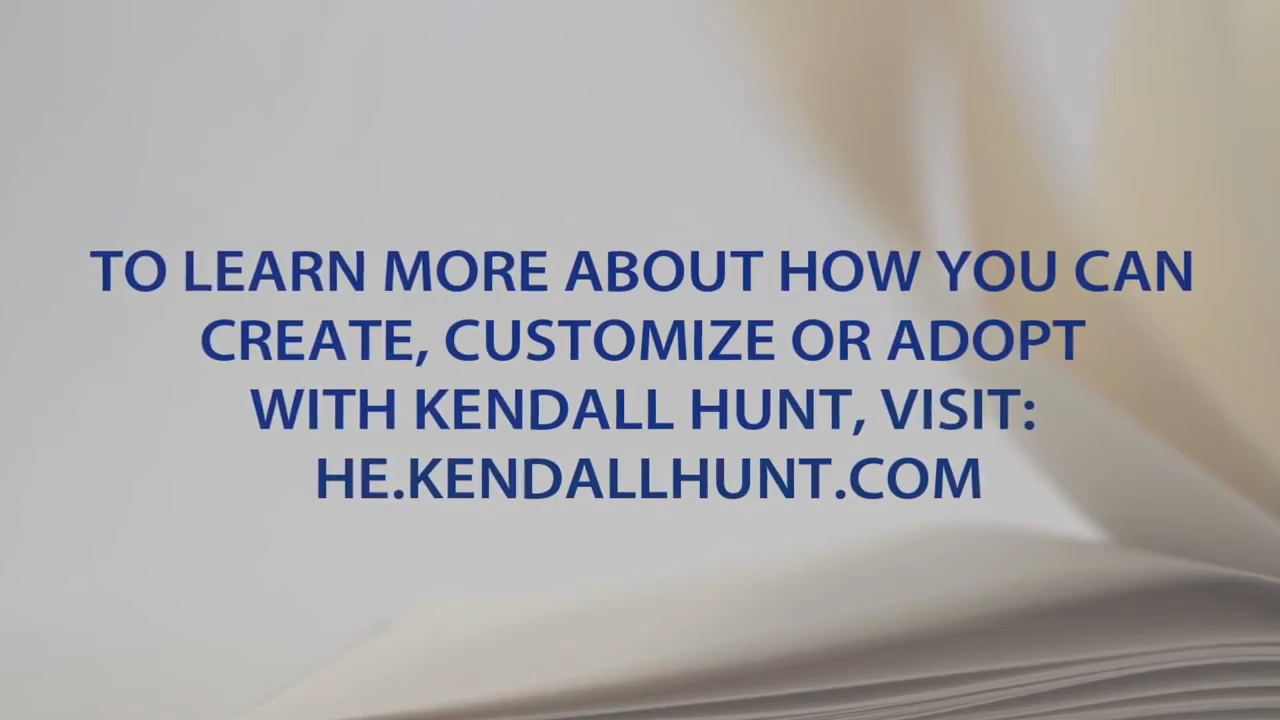 TO LEARN MORE ABOUT HOW YOU CAN
CREATE, CUSTOMIZE OR ADOPT
WITH KENDALL HUNT, VISIT:
HE.KENDALLHUNT.COM